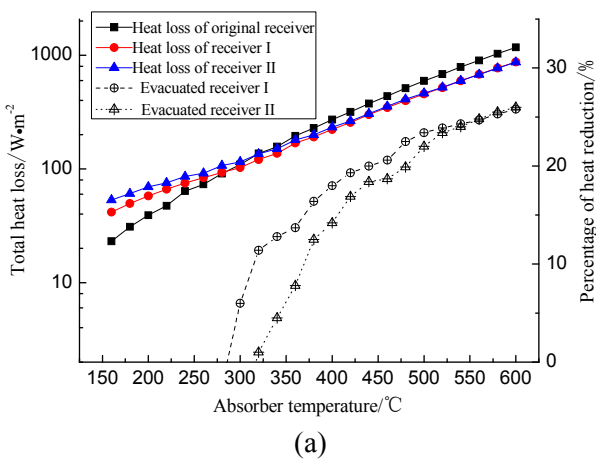 Heat loss of original receiver
Heat loss of receiver I
Heat loss of receiver II
Evacuated receiver I
Evacuated receiver II
Total heat loss/W•m-2
1000
100
10
Percentage of heat reduction/%
30
20
10
0
150 200 250 300 350 400 450 500 550 600
Absorber temperature/℃
(a)